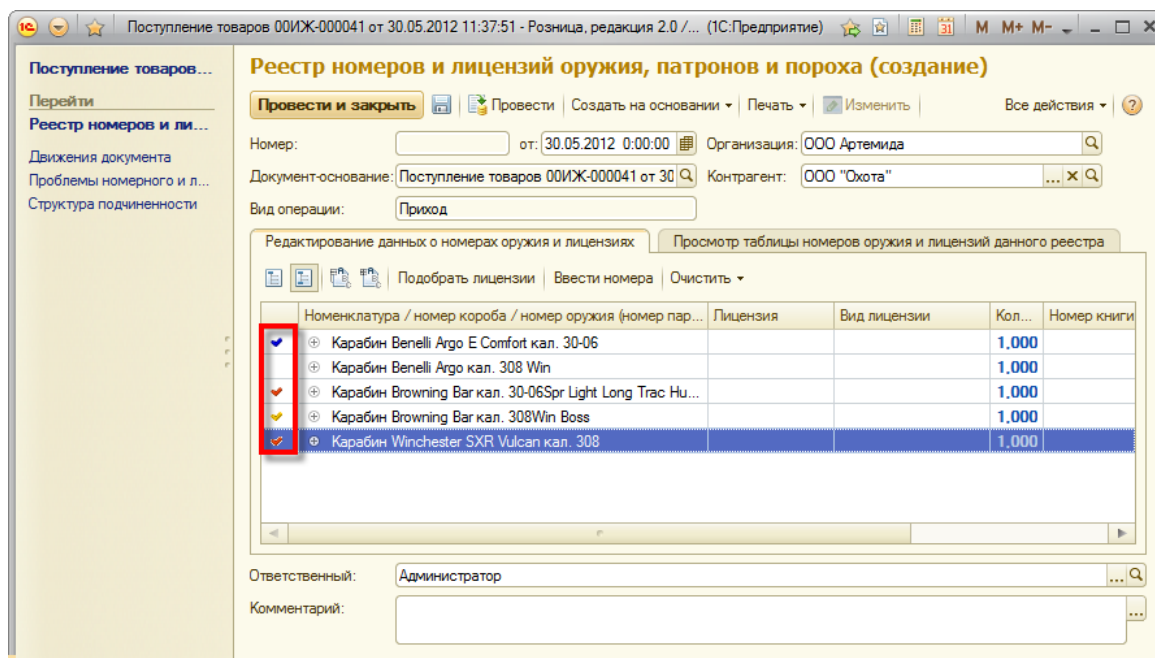 Поступление товаров 00ИЖ-000041 от 30.05.2012 11:37:51 - Розница, редакция 2.0 /... (1С:Предприятие) 31 M M+ M-
Поступление товаров...
Перейти
Реестр номеров и ли...
Движения документа
Проблемы номерного и л...
Структура подчиненности
Реестр номеров и лицензий оружия, патронов и пороха (создание)
Провести и закрыть Провести Создать на основании Печать Изменить Все действия ?
Номер: от: 30.05.2012 0:00:00 Организация: ООО Артемида
Документ-основание: Поступление товаров 00ИЖ-000041 от 30 Контрагент: ООО "Охота" ...
Вид операции: Приход
Редактирование данных о номерах оружия и лицензиях Просмотр таблицы номеров оружия и лицензий данного реестра
Подобрать лицензии Ввести номера Очистить
Номенклатура / номер короба / номер оружия (номер пар... Лицензия Вид лицензии Кол... Номер книги
Карабин Benelli Argo E Comfort кал. 30-06 1,000
Карабин Benelli Argo кал. 308 Win 1,000
Карабин Browning Bar кал. 30-06Spr Light Long Trac Hu... 1,000
Карабин Browning Bar кал. 308Win Boss 1,000
Карабин Winchester SXR Vulcan кал. 308 1,000
Ответственный: Администратор ...
Комментарий: ...